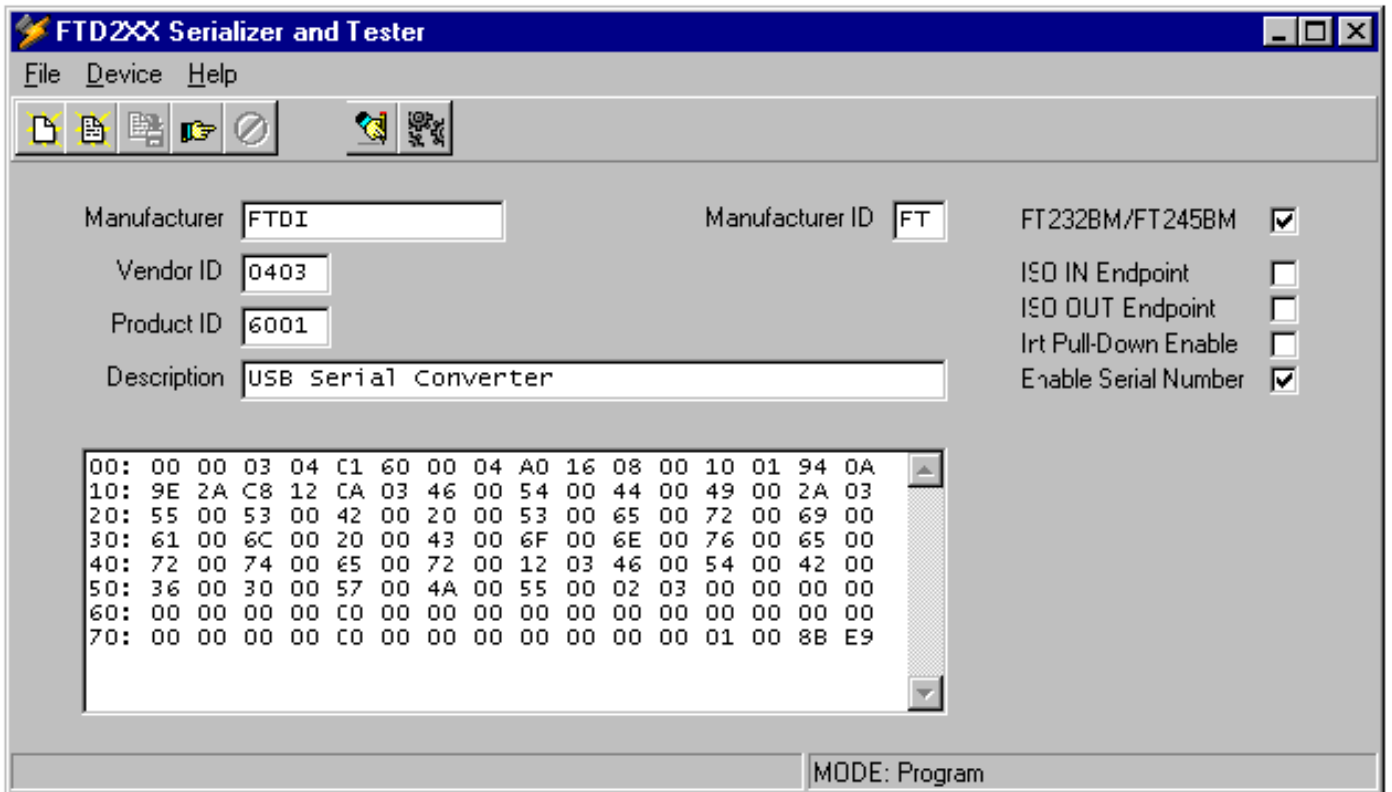 FTD2XX Serializer and Tester
File Device Help
Manufacturer FTDI Manufacturer ID FT FT232BM/FT245BM
Vendor ID 0403 ISO IN Endpoint
ISO OUT Endpoint
Product ID 6001
Int Pull-Down Enable
Description USB Serial Converter Enable Serial Number
00: 00 00 03 04 C1 60 00 04 A0 16 08 00 10 01 94 0A
10: 9E 2A C8 12 CA 03 46 00 54 00 44 00 49 00 2A 03
20: 55 00 53 00 42 00 20 00 53 00 65 00 72 00 69 00
30: 61 00 6C 00 20 00 43 00 6F 00 6E 00 76 00 65 00
40: 72 00 74 00 65 00 72 00 12 03 46 00 54 00 42 00
50: 36 00 30 00 57 00 4A 00 55 00 02 03 00 00 00 00
60: 00 00 00 00 C0 00 00 00 00 00 00 00 00 00 00 00
70: 00 00 00 00 C0 00 00 00 00 00 00 00 01 00 8B E9
MODE: Program